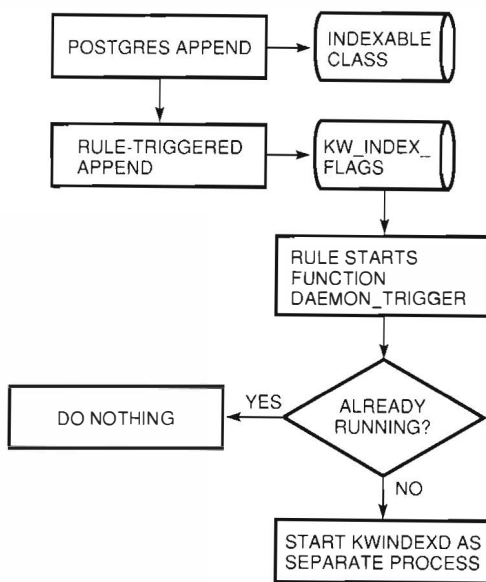 POSTGRES APPEND
INDEXABLE
CLASS
RULE-TRIGGERED
APPEND
KW_INDEX_
FLAGS
RULE STARTS
FUNCTION
DAEMON_TRIGGER
ALREADY
RUNNING?
YES
DO NOTHING
NO
START KWINDEXD AS
SEPARATE PROCESS